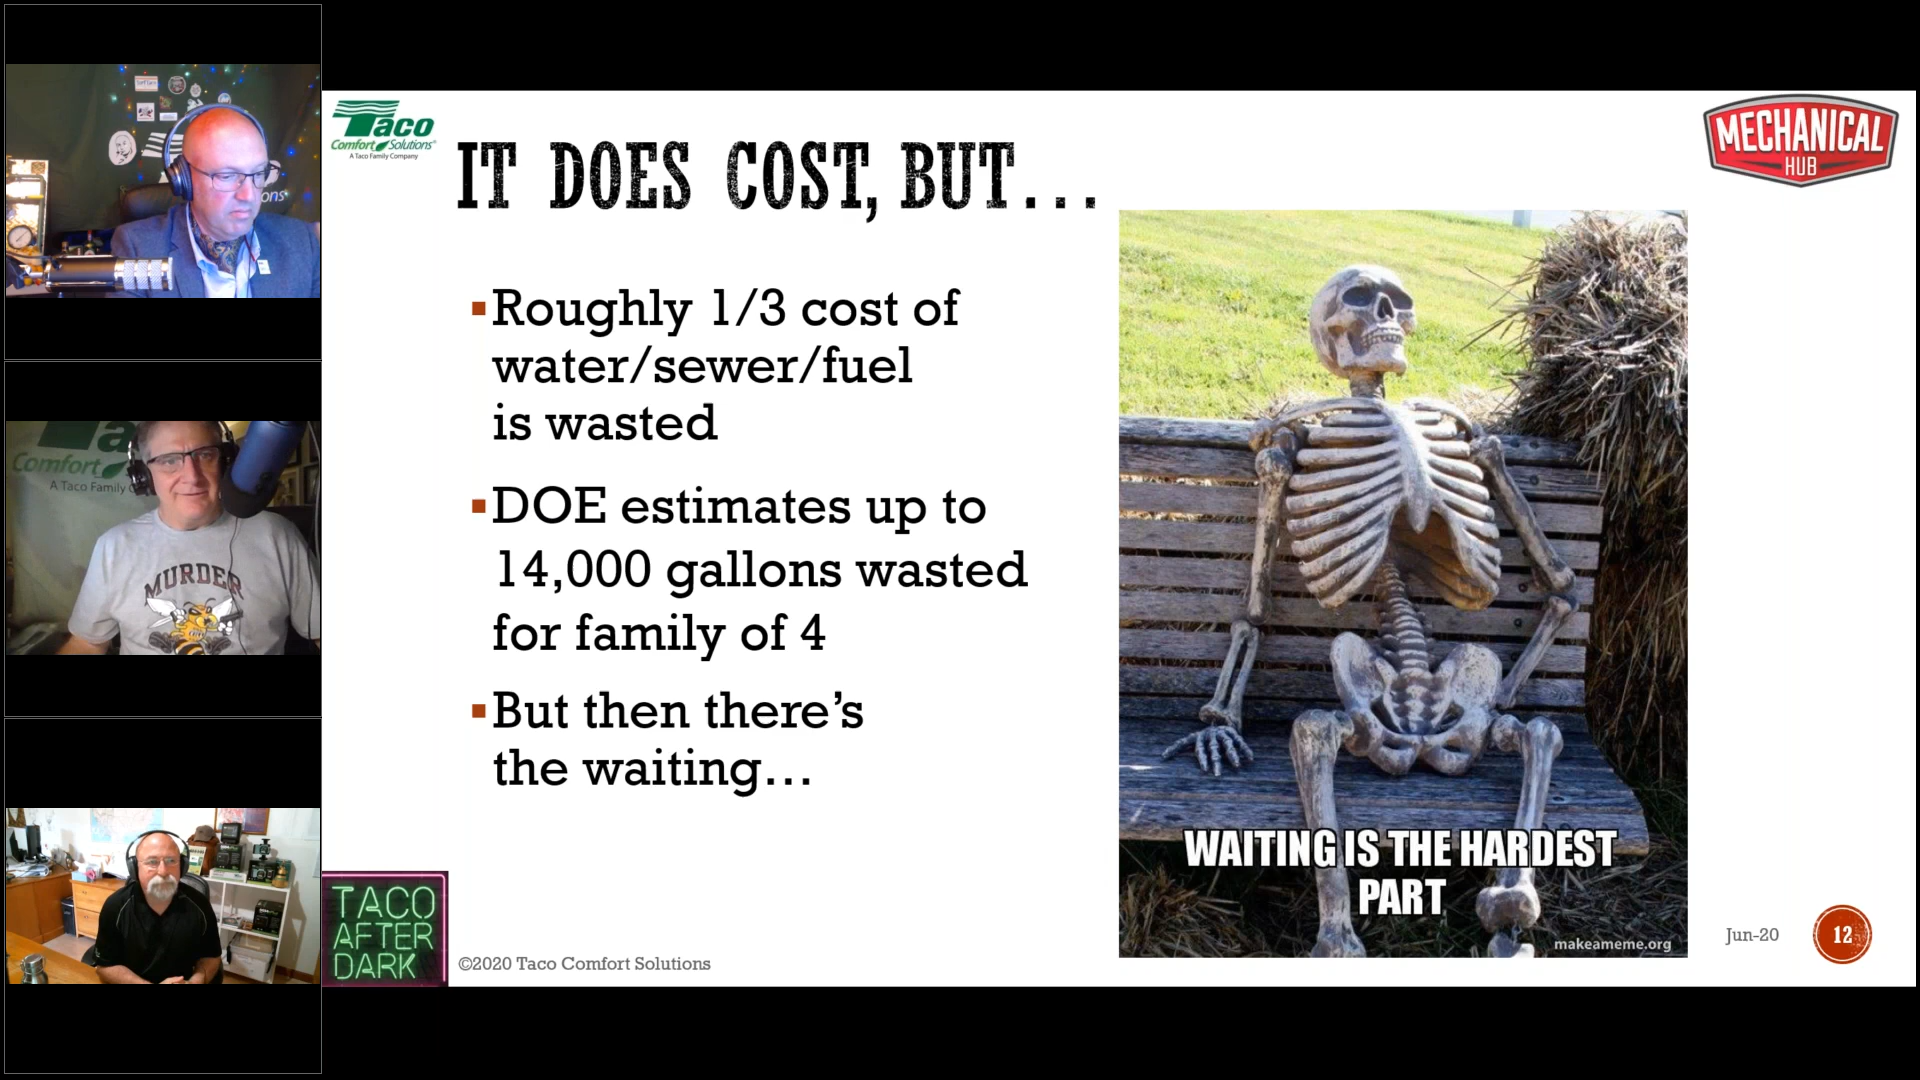 Taco
Comfort Solutions®
A Taco Family Company
MECHANICAL
HUB
IT DOES COST, BUT...
▪Roughly 1/3 cost of
water/sewer/fuel
is wasted
▪DOE estimates up to
14,000 gallons wasted
for family of 4
▪But then there’s
the waiting…
WAITING IS THE HARDEST
PART
makeameme.org
TACO
AFTER
DARK
©2020 Taco Comfort Solutions
Jun-20
12
Comfort
A Taco Family
MURDER